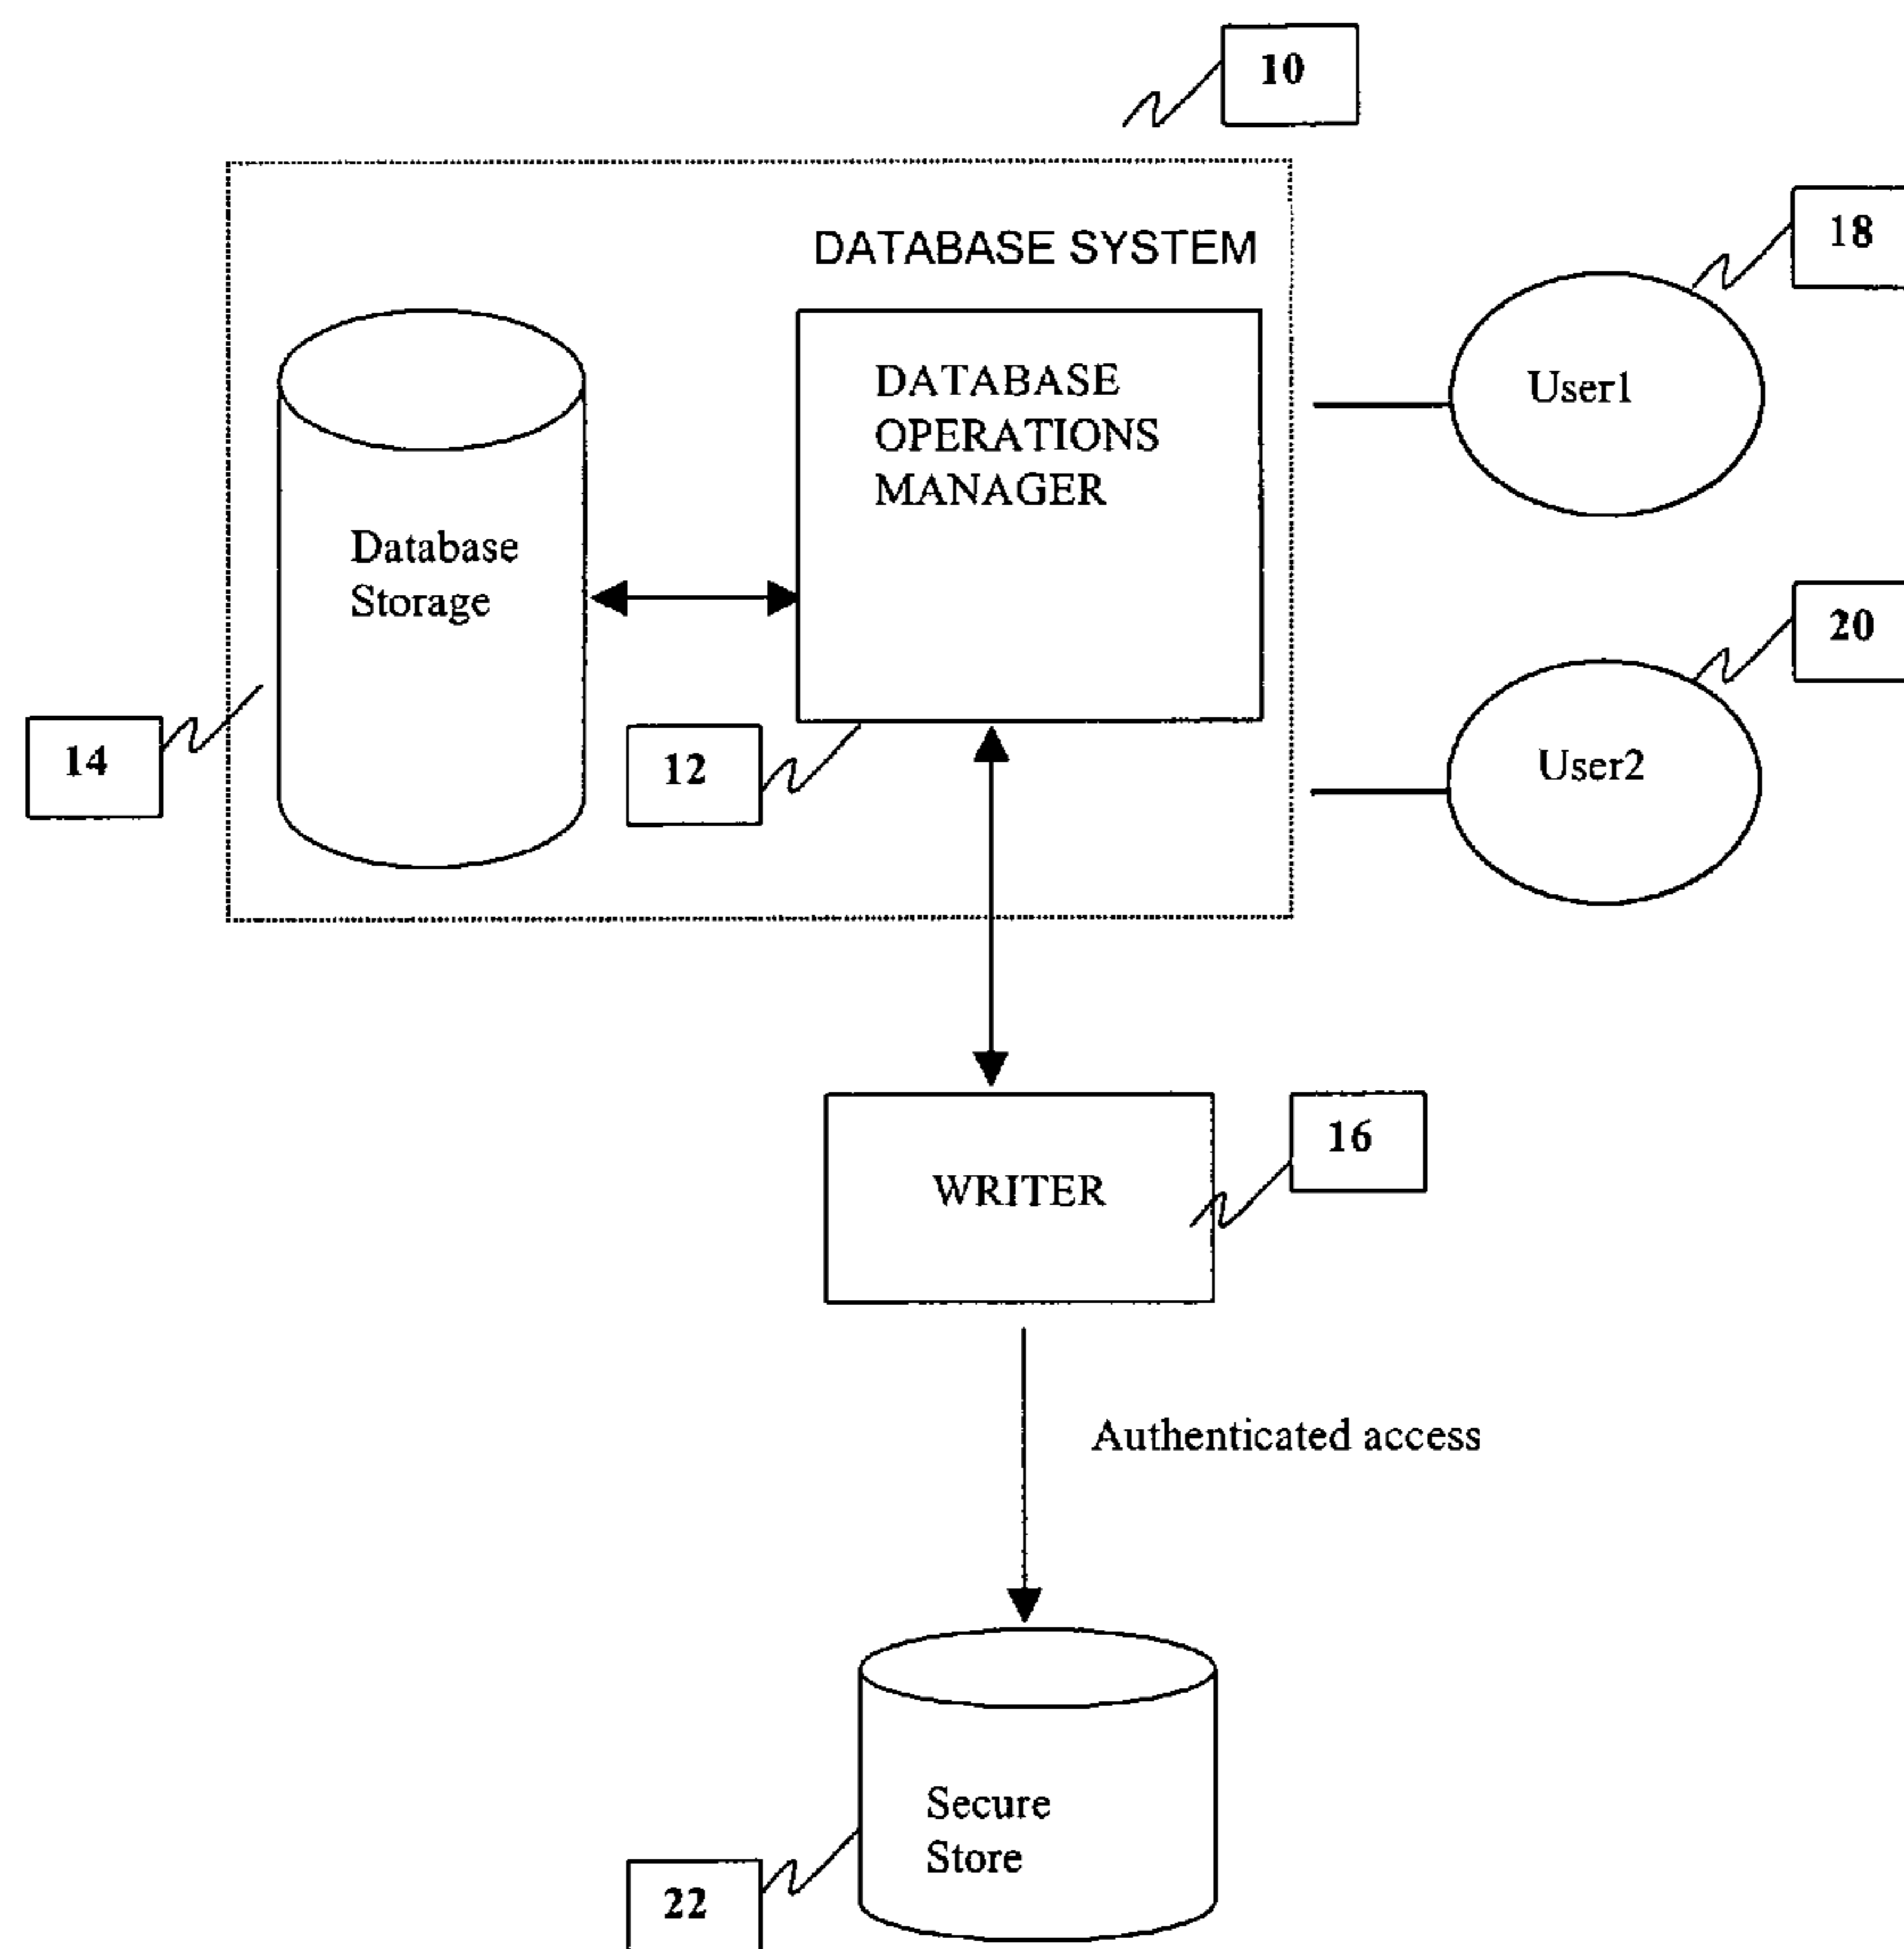 10
DATABASE SYSTEM
18
DATABASE
OPERATIONS
MANAGER
User1
Database
Storage
20
14
12
User2
16
WRITER
Authenticated access
Secure
Store
22